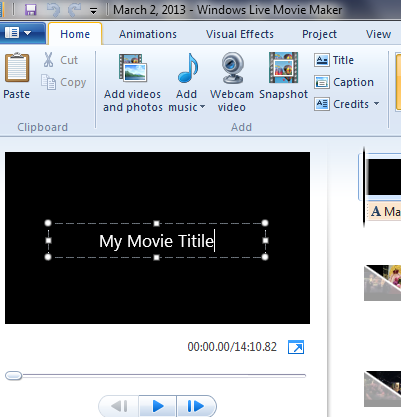 March 2, 2013 - Windows Live Movie Maker
Home Animations Visual Effects Project View
Paste
Cut
Copy
Clipboard
Add videos and photos
Add music
Webcam video
Snapshot
Title
Caption
Credits
Add
My Movie Titile
A Ma
00:00.00/14:10.82